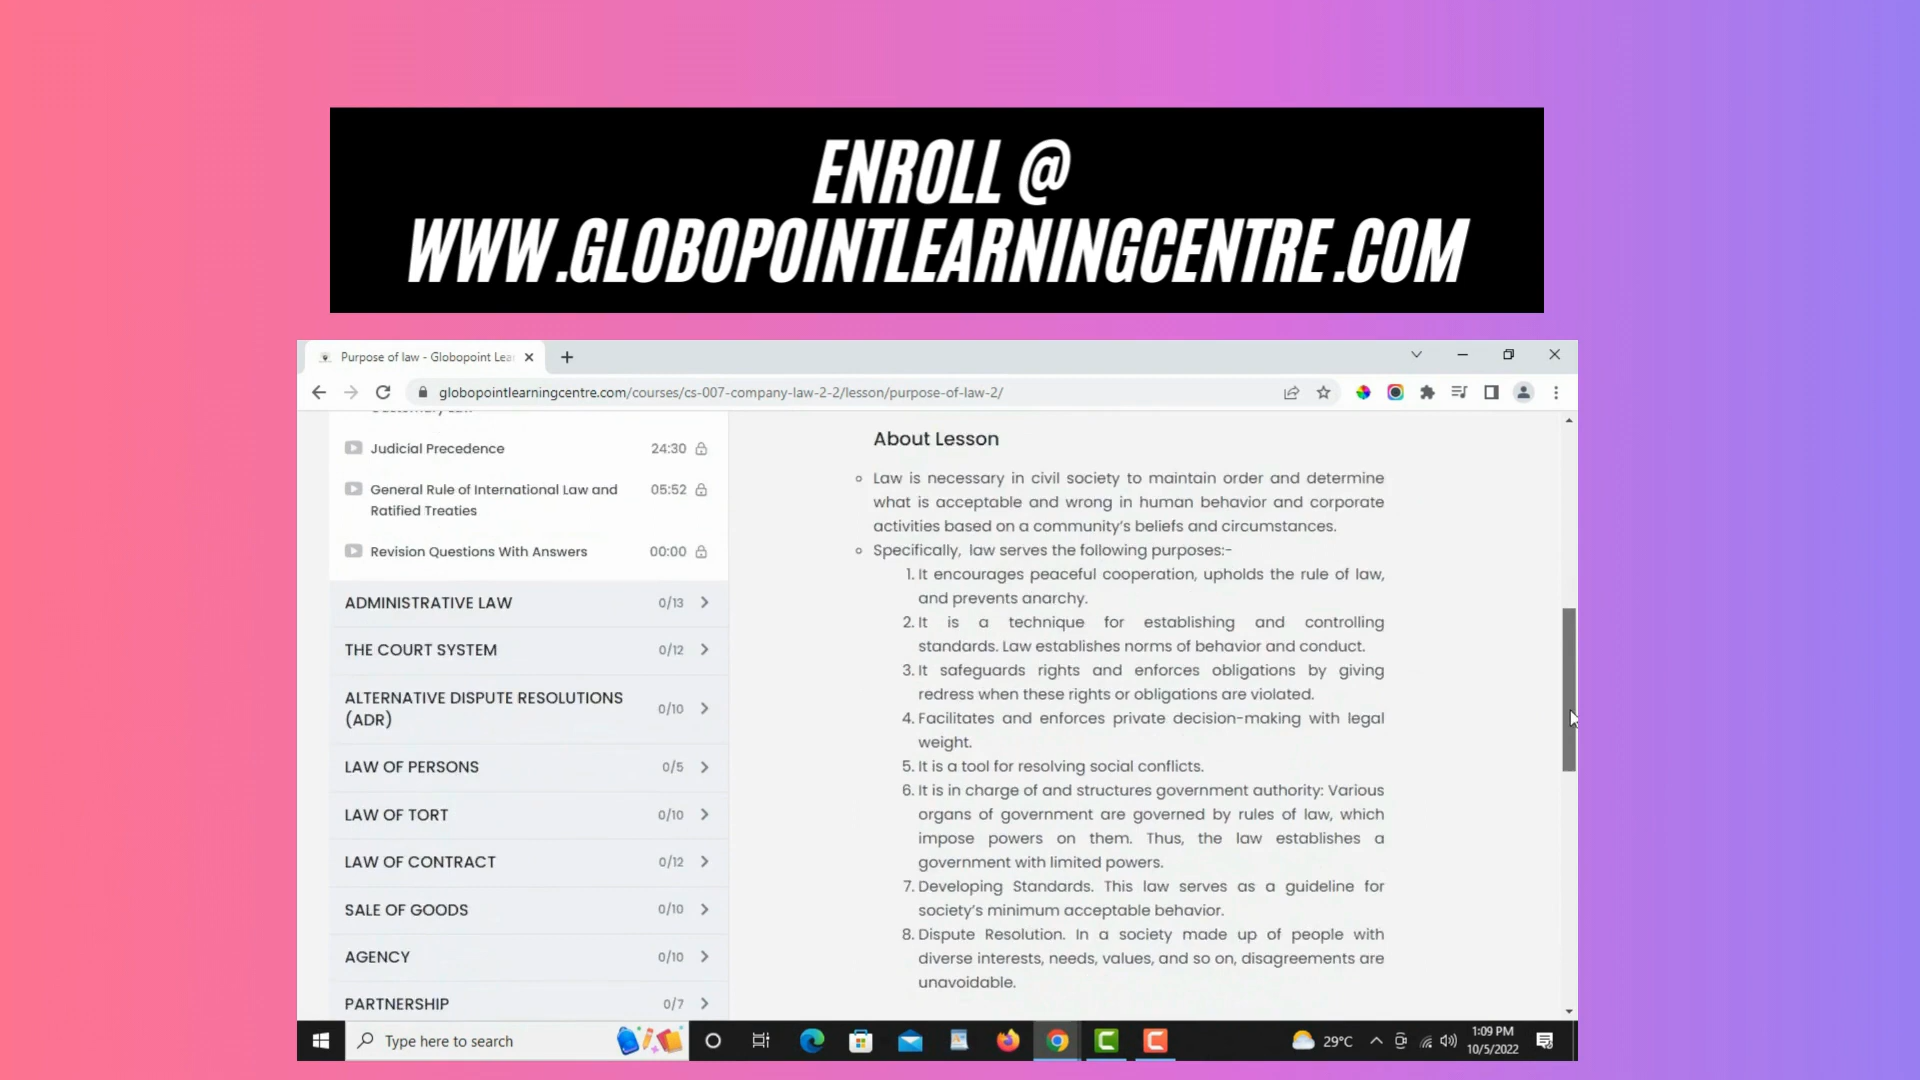 ENROLL @
WWW.GLOBOPOINTLEARNINGCENTRE.COM
Purpose of law - Globopoint Lea
globopointlearningcentre.com/courses/cs-007-company-law-2-2/lesson/purpose-of-law-2/
Judicial Precedence 24:30
General Rule of International Law and 05:52
Ratified Treaties
Revision Questions With Answers 00:00
ADMINISTRATIVE LAW 0/13
THE COURT SYSTEM 0/12
ALTERNATIVE DISPUTE RESOLUTIONS
(ADR) 0/10
LAW OF PERSONS 0/5
LAW OF TORT 0/10
LAW OF CONTRACT 0/12
SALE OF GOODS 0/10
AGENCY 0/10
PARTNERSHIP 0/7
About Lesson
Law is necessary in civil society to maintain order and determine
what is acceptable and wrong in human behavior and corporate
activities based on a community's beliefs and circumstances.
Specifically, law serves the following purposes:-
1. It encourages peaceful cooperation, upholds the rule of law,
and prevents anarchy.
2. It is a technique for establishing and controlling
standards. Law establishes norms of behavior and conduct.
3. It safeguards rights and enforces obligations by giving
redress when these rights or obligations are violated.
4. Facilitates and enforces private decision-making with legal
weight.
5. It is a tool for resolving social conflicts.
6. It is in charge of and structures government authority: Various
organs of government are governed by rules of law, which
impose powers on them. Thus, the law establishes a
government with limited powers.
7. Developing Standards. This law serves as a guideline for
society's minimum acceptable behavior.
8. Dispute Resolution. In a society made up of people with
diverse interests, needs, values, and so on, disagreements are
unavoidable.
Type here to search
29°C
1:09 PM
10/5/2022